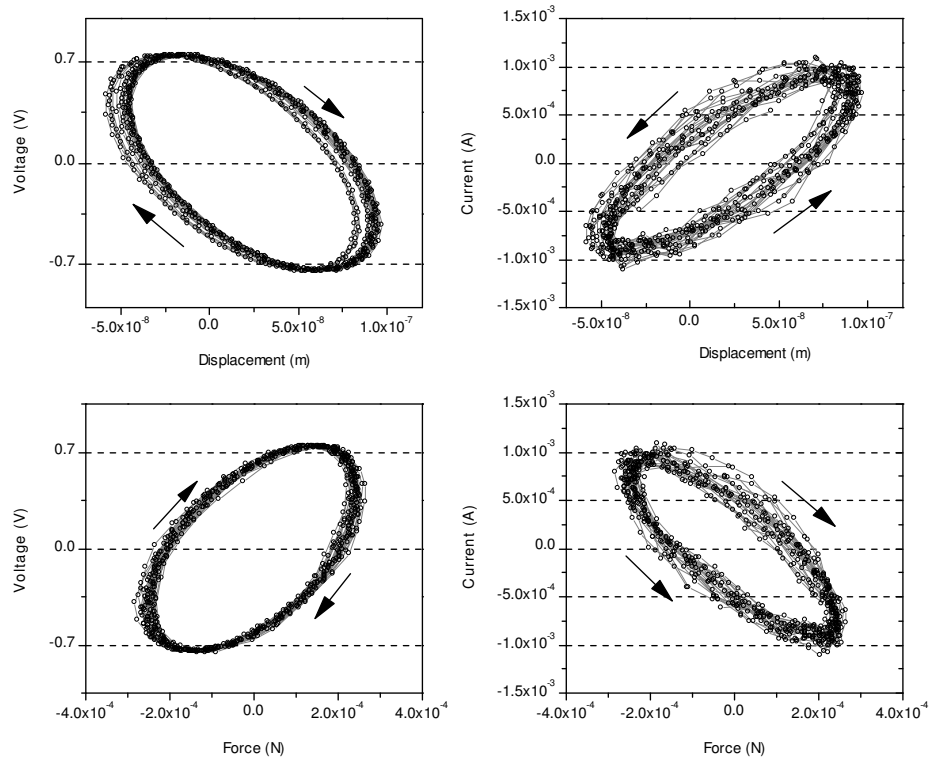 Voltage (V)
0.7
0.0
-0.7
-5.0x10⁻⁸ 0.0 5.0x10⁻⁸ 1.0x10⁻⁷
Displacement (m)
Current (A)
1.5x10⁻³
1.0x10⁻³
5.0x10⁻⁴
0.0
-5.0x10⁻⁴
-1.0x10⁻³
-1.5x10⁻³
-5.0x10⁻⁸ 0.0 5.0x10⁻⁸ 1.0x10⁻⁷
Displacement (m)
Voltage (V)
0.7
0.0
-0.7
-4.0x10⁻⁴ -2.0x10⁻⁴ 0.0 2.0x10⁻⁴ 4.0x10⁻⁴
Force (N)
Current (A)
1.5x10⁻³
1.0x10⁻³
5.0x10⁻⁴
0.0
-5.0x10⁻⁴
-1.0x10⁻³
-1.5x10⁻³
-4.0x10⁻⁴ -2.0x10⁻⁴ 0.0 2.0x10⁻⁴ 4.0x10⁻⁴
Force (N)